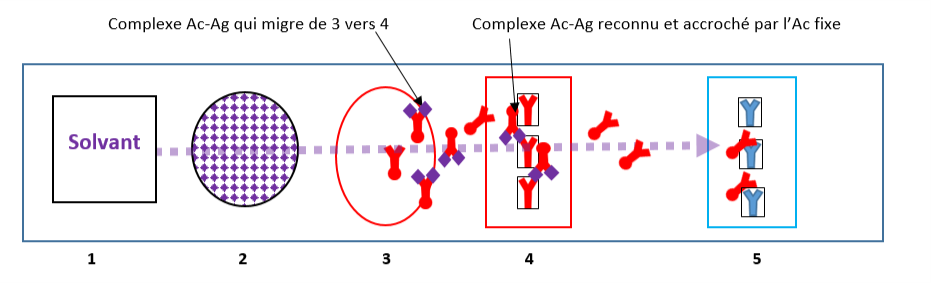 Complexe Ac-Ag qui migre de 3 vers 4
Complexe Ac-Ag reconnu et accroché par l’Ac fixe
Solvant
1
2
3
4
5